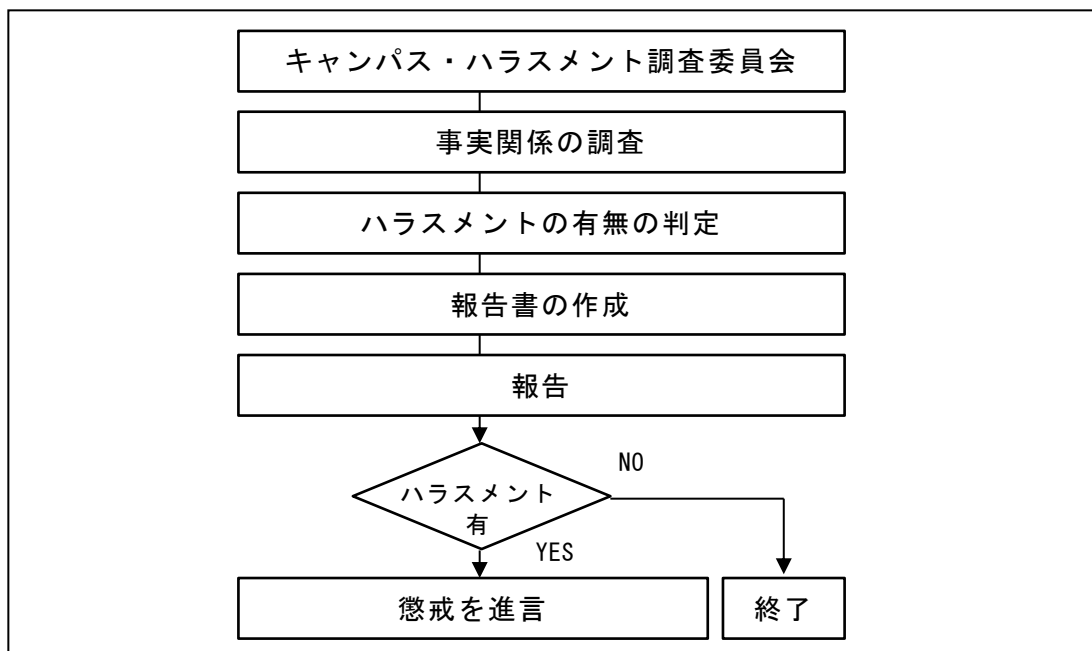 キャンパス・ハラスメント調査委員会
事実関係の調査
ハラスメントの有無の判定
報告書の作成
報告
ハラスメント
有
NO
YES
懲戒を進言
終了